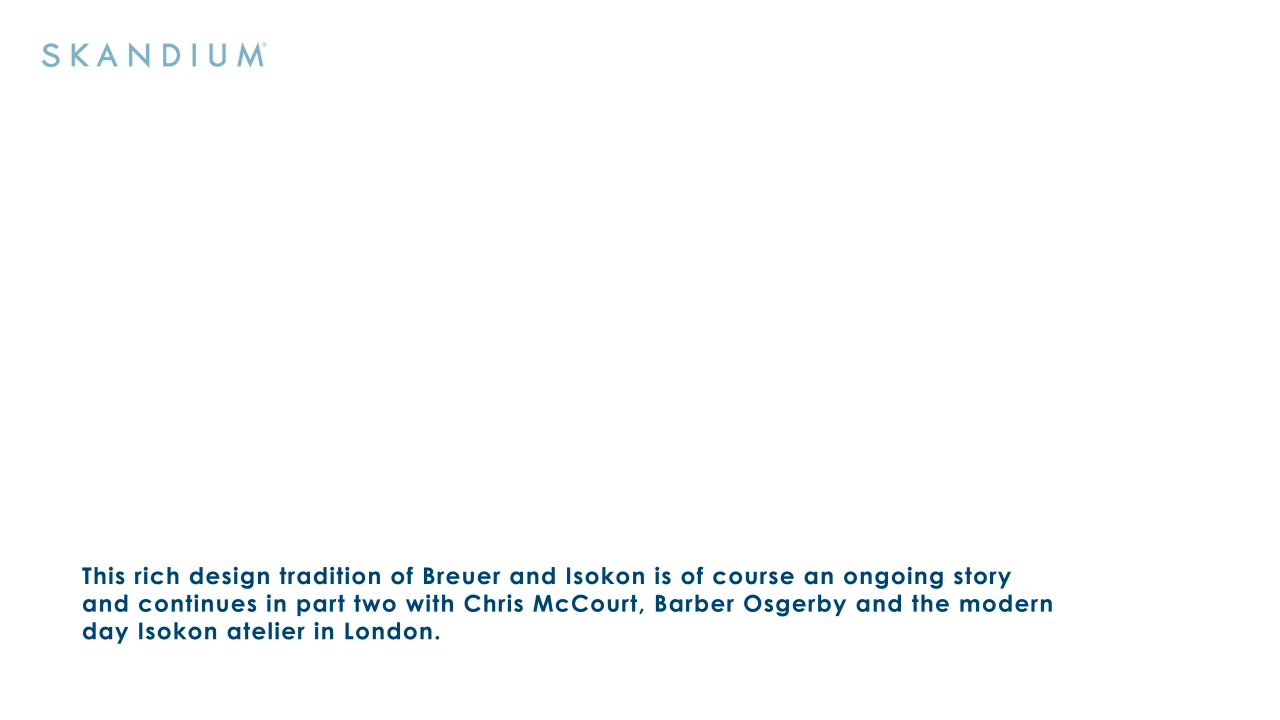 SKANDIUM®
This rich design tradition of Breuer and Isokon is of course an ongoing story
and continues in part two with Chris McCourt, Barber Osgerby and the modern
day Isokon atelier in London.